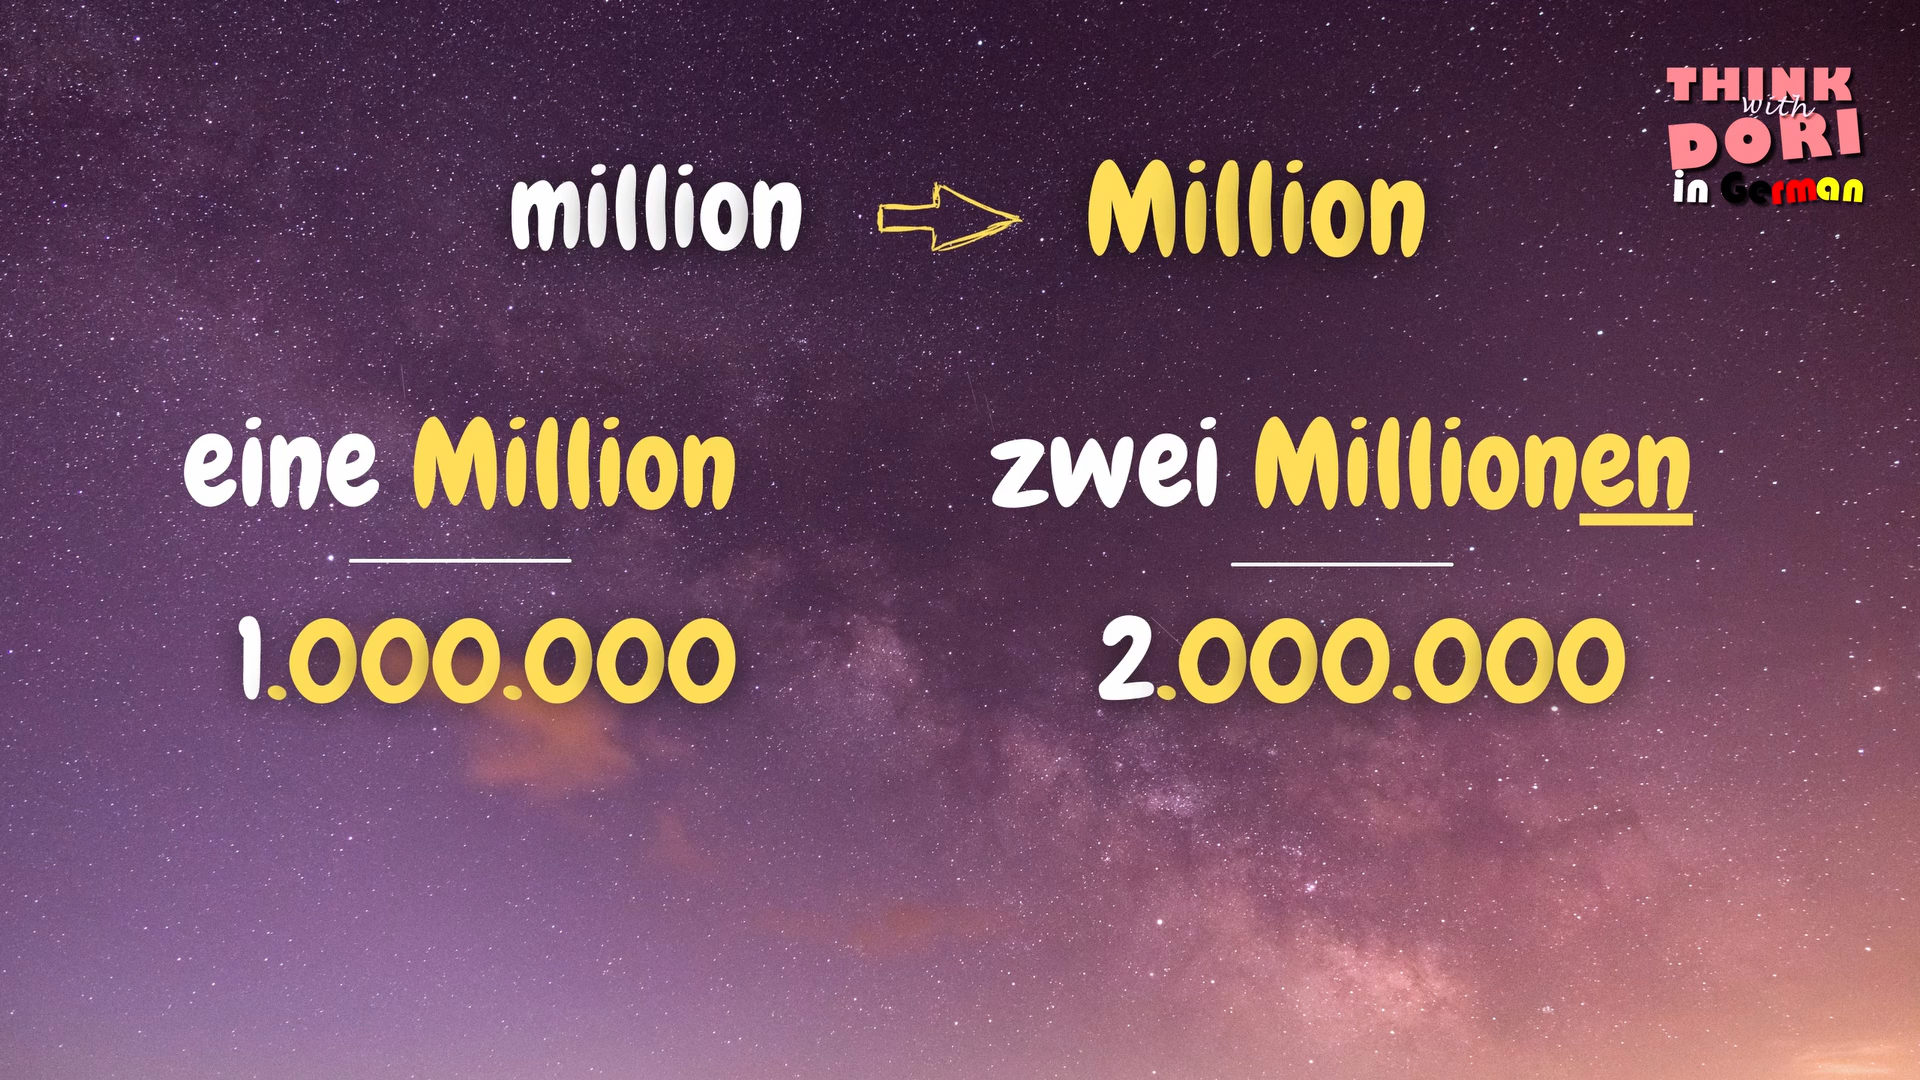 THINK
with
DORI
in German
million Million
eine Million zwei Millionen
1.000.000 2.000.000